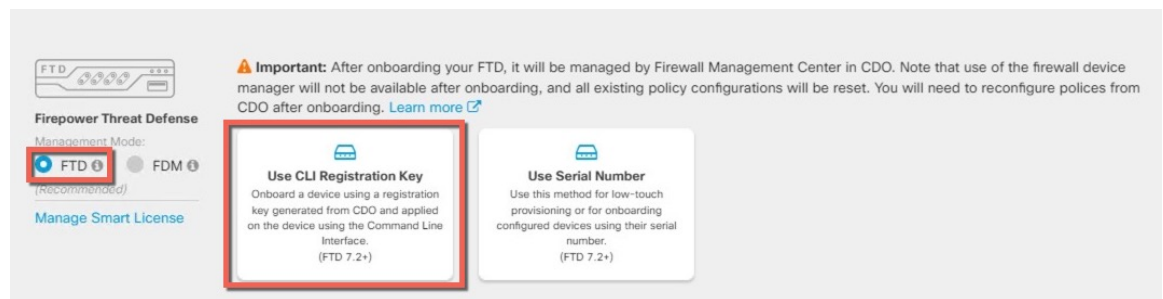 FTD
Firepower Threat Defense
Management Mode:
FTD FDM
(Recommended)
Manage Smart License
Important: After onboarding your FTD, it will be managed by Firewall Management Center in CDO. Note that use of the firewall device
manager will not be available after onboarding, and all existing policy configurations will be reset. You will need to reconfigure polices from
CDO after onboarding. Learn more
Use CLI Registration Key
Onboard a device using a registration
key generated from CDO and applied
on the device using the Command Line
Interface.
(FTD 7.2+)
Use Serial Number
Use this method for low-touch
provisioning or for onboarding
configured devices using their serial
number.
(FTD 7.2+)